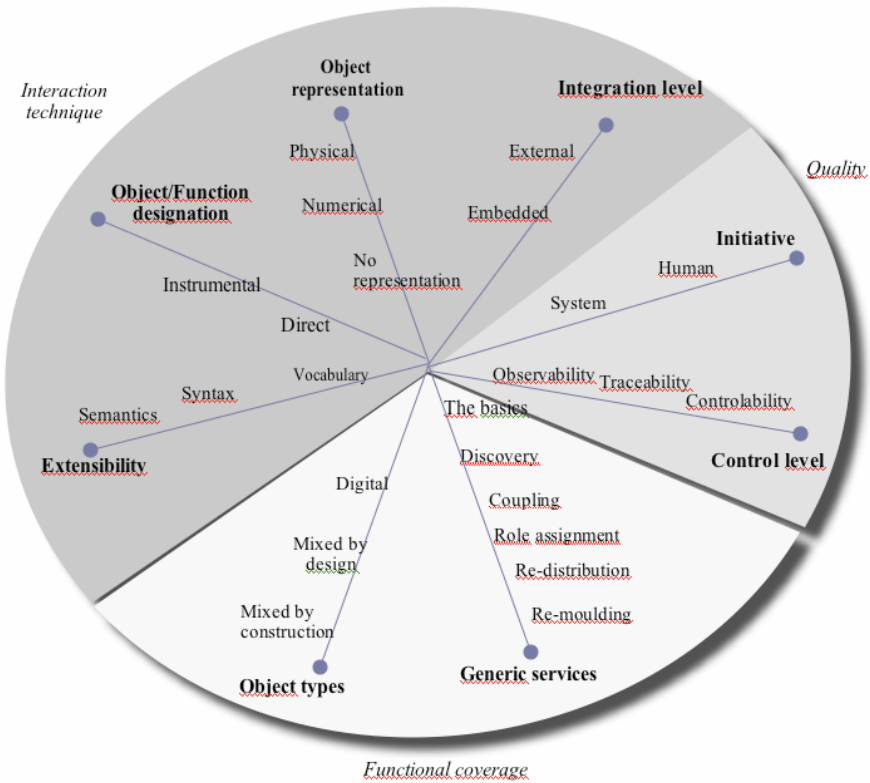 Interaction
technique
Object
representation
Physical
Numerical
No
representation
Integration level
External
Embedded
Object/Function
designation
Instrumental
Direct
Vocabulary
Syntax
Semantics
Extensibility
Quality
Initiative
Human
System
Observability
Traceability
Controlability
Control level
The basics
Discovery
Coupling
Role assignment
Re-distribution
Re-moulding
Generic services
Digital
Mixed by
design
Mixed by
construction
Object types
Functional coverage